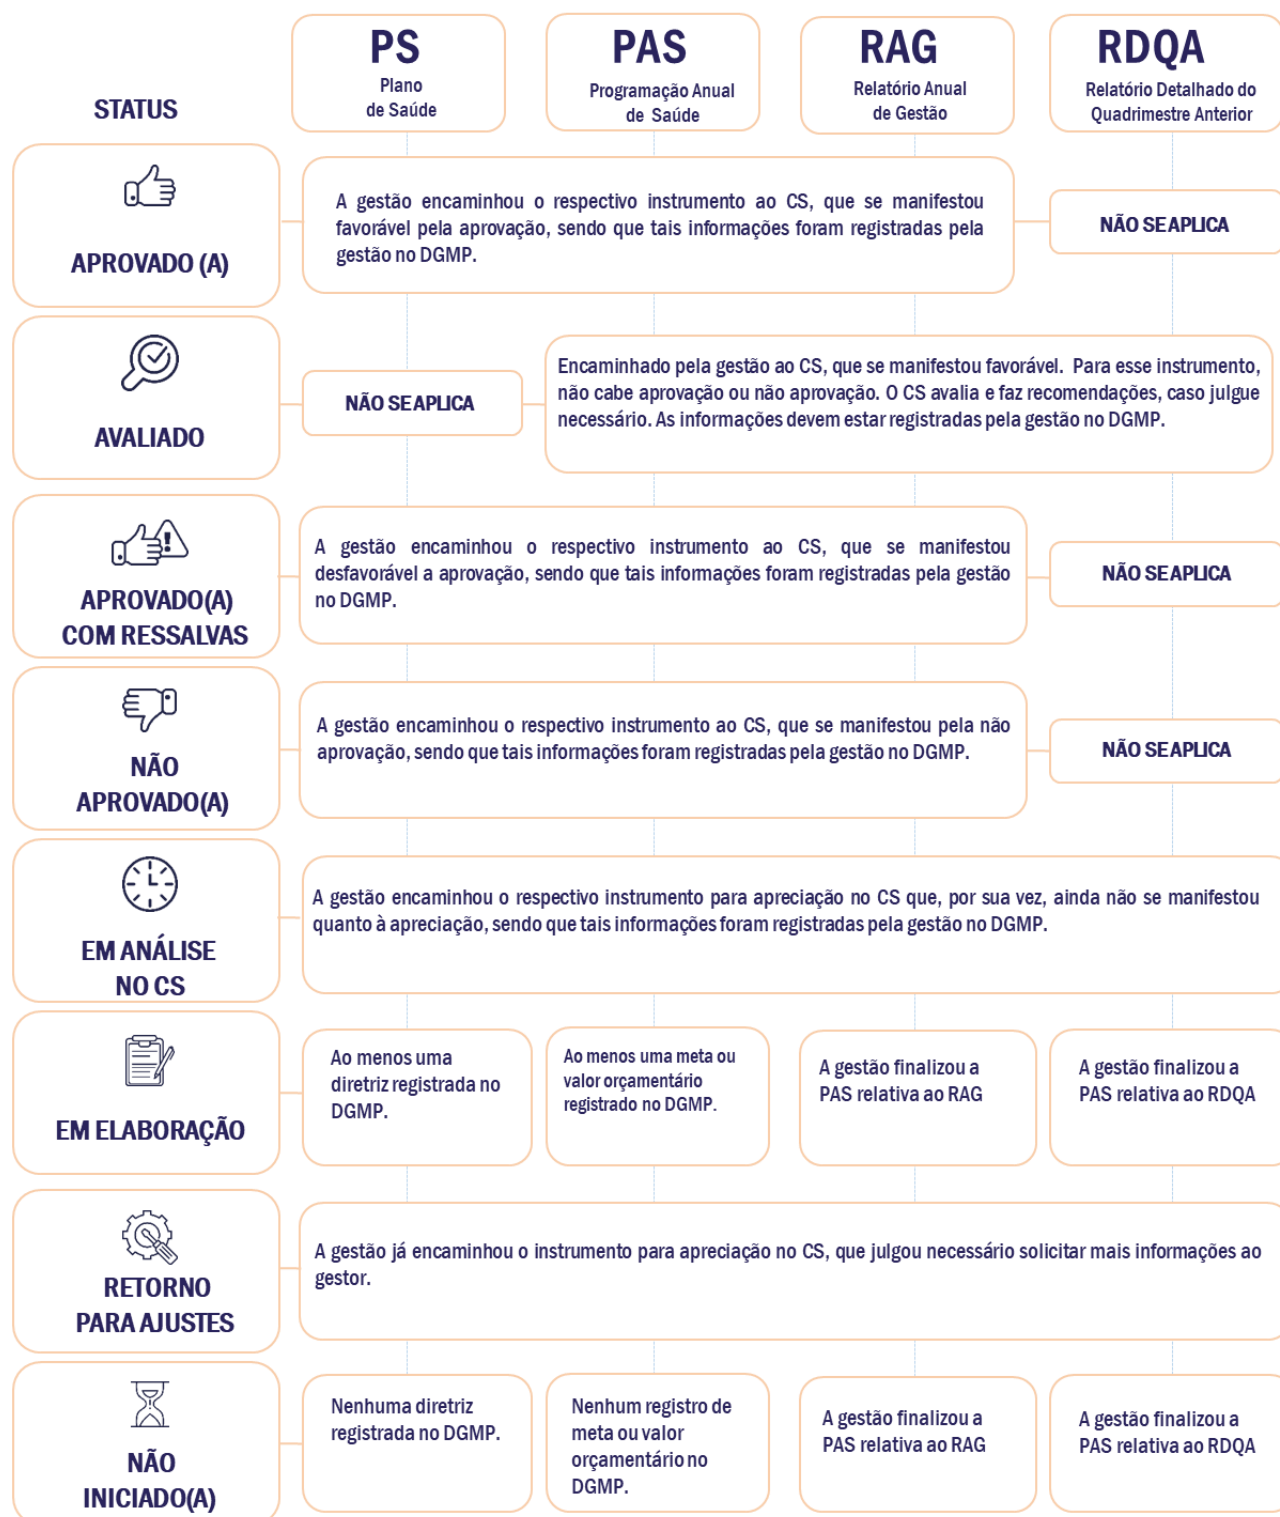 PS
Plano
de Saúde
PAS
Programação Anual
de Saúde
RAG
Relatório Anual
de Gestão
RDQA
Relatório Detalhado do
Quadrimestre Anterior
STATUS
APROVADO (A)
A gestão encaminhou o respectivo instrumento ao CS, que se manifestou
favorável pela aprovação, sendo que tais informações foram registradas pela
gestão no DGMP.
NÃO SE APLICA
AVALIADO
NÃO SE APLICA
Encaminhado pela gestão ao CS, que se manifestou favorável. Para esse instrumento,
não cabe aprovação ou não aprovação. O CS avalia e faz recomendações, caso julgue
necessário. As informações devem estar registradas pela gestão no DGMP.
APROVADO(A)
COM RESSALVAS
A gestão encaminhou o respectivo instrumento ao CS, que se manifestou
desfavorável a aprovação, sendo que tais informações foram registradas pela gestão
no DGMP.
NÃO SE APLICA
NÃO
APROVADO(A)
A gestão encaminhou o respectivo instrumento ao CS, que se manifestou pela não
aprovação, sendo que tais informações foram registradas pela gestão no DGMP.
NÃO SE APLICA
EM ANÁLISE
NO CS
A gestão encaminhou o respectivo instrumento para apreciação no CS que, por sua vez, ainda não se manifestou
quanto à apreciação, sendo que tais informações foram registradas pela gestão no DGMP.
EM ELABORAÇÃO
Ao menos uma
diretriz registrada no
DGMP.
Ao menos uma meta ou
valor orçamentário
registrado no DGMP.
A gestão finalizou a
PAS relativa ao RAG
A gestão finalizou a
PAS relativa ao RDQA
RETORNO
PARA AJUSTES
A gestão já encaminhou o instrumento para apreciação no CS, que julgou necessário solicitar mais informações ao
gestor.
NÃO
INICIADO(A)
Nenhuma diretriz
registrada no DGMP.
Nenhum registro de
meta ou valor
orçamentário no
DGMP.
A gestão finalizou a
PAS relativa ao RAG
A gestão finalizou a
PAS relativa ao RDQA